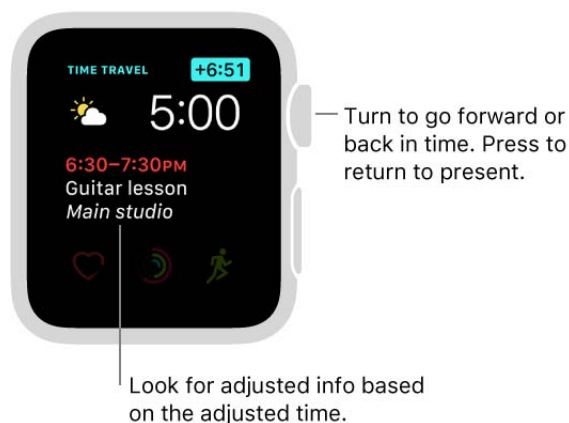 TIME TRAVEL +6:51
5:00
6:30–7:30PM
Guitar lesson
Main studio
Turn to go forward or
back in time. Press to
return to present.
Look for adjusted info based
on the adjusted time.